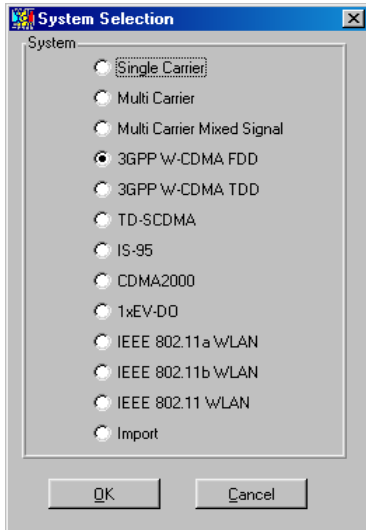 System Selection
System
Single Carrier
Multi Carrier
Multi Carrier Mixed Signal
3GPP W-CDMA FDD
3GPP W-CDMA TDD
TD-SCDMA
IS-95
CDMA2000
1xEV-DO
IEEE 802.11a WLAN
IEEE 802.11b WLAN
IEEE 802.11 WLAN
Import
OK Cancel